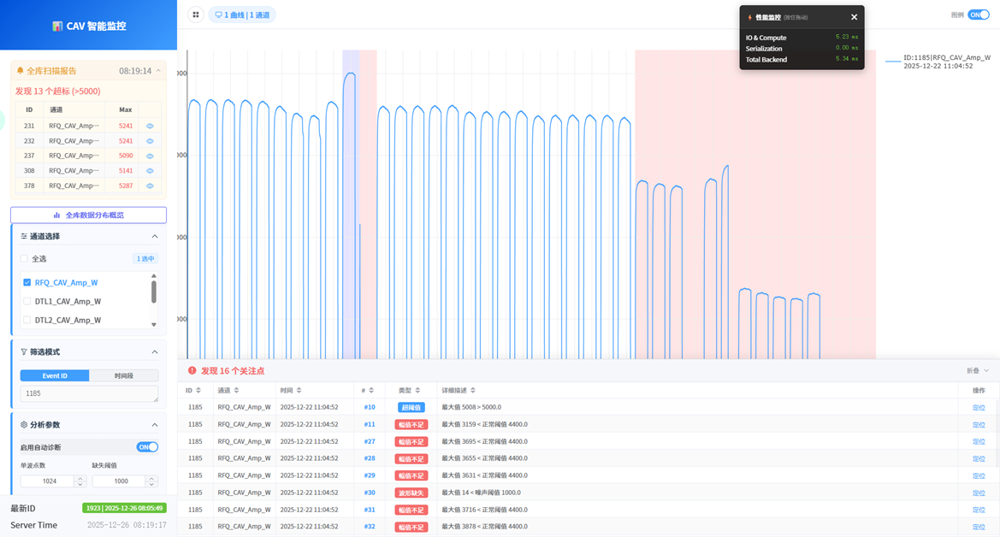 CAV 智能监控
全库扫描报告 08:19:14
发现 13 个超标 (>5000)
ID 通道 Max
231 RFQ_CAV_Amp··· 5241
232 RFQ_CAV_Amp··· 5241
237 RFQ_CAV_Amp··· 5090
308 RFQ_CAV_Amp··· 5141
378 RFQ_CAV_Amp··· 5287
全库数据分布概览
通道选择
全选 1 选中
RFQ_CAV_Amp_W
DTL1_CAV_Amp_W
DTL2_CAV_Amp_W
筛选模式
Event ID 时间段
1185
分析参数
启用自动诊断 ON
单波点数 缺失阈值
1024 1000
最新ID 1923 | 2025-12-26 08:05:49
Server Time 2025-12-26 08:19:17
1 曲线 | 1 通道
性能监控 (按住拖动)
IO & Compute 5.23 ms
Serialization 0.00 ms
Total Backend 5.34 ms
图例 ON
ID:1185|RFQ_CAV_Amp_W
2025-12-22 11:04:52
000
000
000
000
发现 16 个关注点 折叠
ID 通道 时间 # 类型 详细描述 操作
1185 RFQ_CAV_Amp_W 2025-12-22 11:04:52 #10 超阈值 最大值 5008 > 5000.0 定位
1185 RFQ_CAV_Amp_W 2025-12-22 11:04:52 #11 幅值不足 最大值 3159 < 正常阈值 4400.0 定位
1185 RFQ_CAV_Amp_W 2025-12-22 11:04:52 #27 幅值不足 最大值 3695 < 正常阈值 4400.0 定位
1185 RFQ_CAV_Amp_W 2025-12-22 11:04:52 #28 幅值不足 最大值 3655 < 正常阈值 4400.0 定位
1185 RFQ_CAV_Amp_W 2025-12-22 11:04:52 #29 幅值不足 最大值 3631 < 正常阈值 4400.0 定位
1185 RFQ_CAV_Amp_W 2025-12-22 11:04:52 #30 波形缺失 最大值 14 < 噪声阈值 1000.0 定位
1185 RFQ_CAV_Amp_W 2025-12-22 11:04:52 #31 幅值不足 最大值 3716 < 正常阈值 4400.0 定位
1185 RFQ_CAV_Amp_W 2025-12-22 11:04:52 #32 幅值不足 最大值 3878 < 正常阈值 4400.0 定位